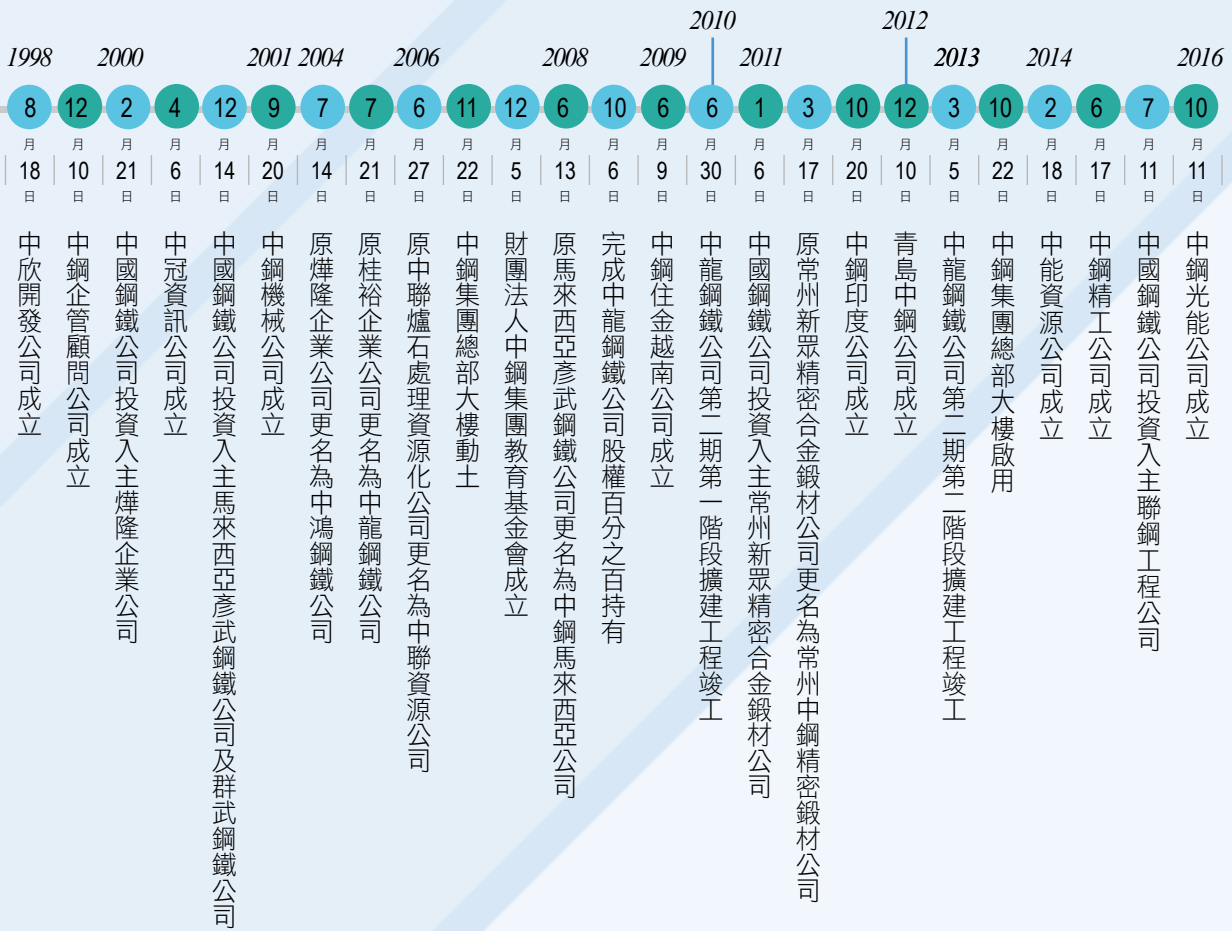 2010
2012
1998
2000
2001
2004
2006
2008
2009
2011
2013
2014
2016
8月18日
中欣開發公司成立
12月10日
中鋼企管顧問公司成立
2月21日
中國鋼鐵公司投資入主燁隆企業公司
4月6日
中冠資訊公司成立
12月14日
中國鋼鐵公司投資入主馬來西亞彥武鋼鐵公司及群武鋼鐵公司
9月20日
中鋼機械公司成立
7月14日
原燁隆企業公司更名為中鴻鋼鐵公司
7月21日
原桂裕企業公司更名為中龍鋼鐵公司
6月27日
原中聯爐石處理資源化公司更名為中聯資源公司
11月22日
中鋼集團總部大樓動土
12月5日
財團法人中鋼集團教育基金會成立
6月13日
原馬來西亞彥武鋼鐵公司更名為中鋼馬來西亞公司
10月6日
完成中龍鋼鐵公司股權百分之百持有
6月9日
中鋼住金越南公司成立
6月30日
中龍鋼鐵公司第二期第一階段擴建工程竣工
1月6日
中國鋼鐵公司投資入主常州新眾精密合金鍛材公司
3月17日
原常州新眾精密合金鍛材公司更名為常州中鋼精密鍛材公司
10月20日
中鋼印度公司成立
12月10日
青島中鋼公司成立
3月5日
中龍鋼鐵公司第二期第二階段擴建工程竣工
10月22日
中鋼集團總部大樓啟用
2月18日
中能資源公司成立
6月17日
中鋼精工公司成立
7月11日
中國鋼鐵公司投資入主聯鋼工程公司
10月11日
中鋼光能公司成立